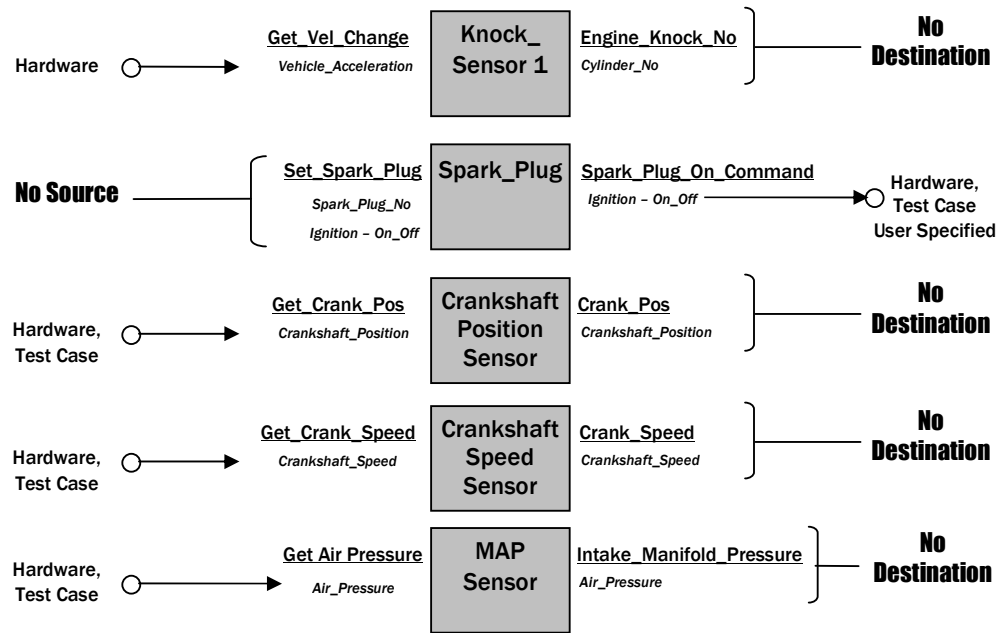 Hardware
Get_Vel_Change
Vehicle_Acceleration
Knock_
Sensor 1
Engine_Knock_No
Cylinder_No
No
Destination
No Source
Set_Spark_Plug
Spark_Plug_No
Ignition – On_Off
Spark_Plug
Spark_Plug_On_Command
Ignition – On_Off
Hardware,
Test Case
User Specified
Hardware,
Test Case
Get_Crank_Pos
Crankshaft_Position
Crankshaft
Position
Sensor
Crank_Pos
Crankshaft_Position
No
Destination
Hardware,
Test Case
Get_Crank_Speed
Crankshaft_Speed
Crankshaft
Speed
Sensor
Crank_Speed
Crankshaft_Speed
No
Destination
Hardware,
Test Case
Get Air Pressure
Air_Pressure
MAP
Sensor
Intake_Manifold_Pressure
Air_Pressure
No
Destination